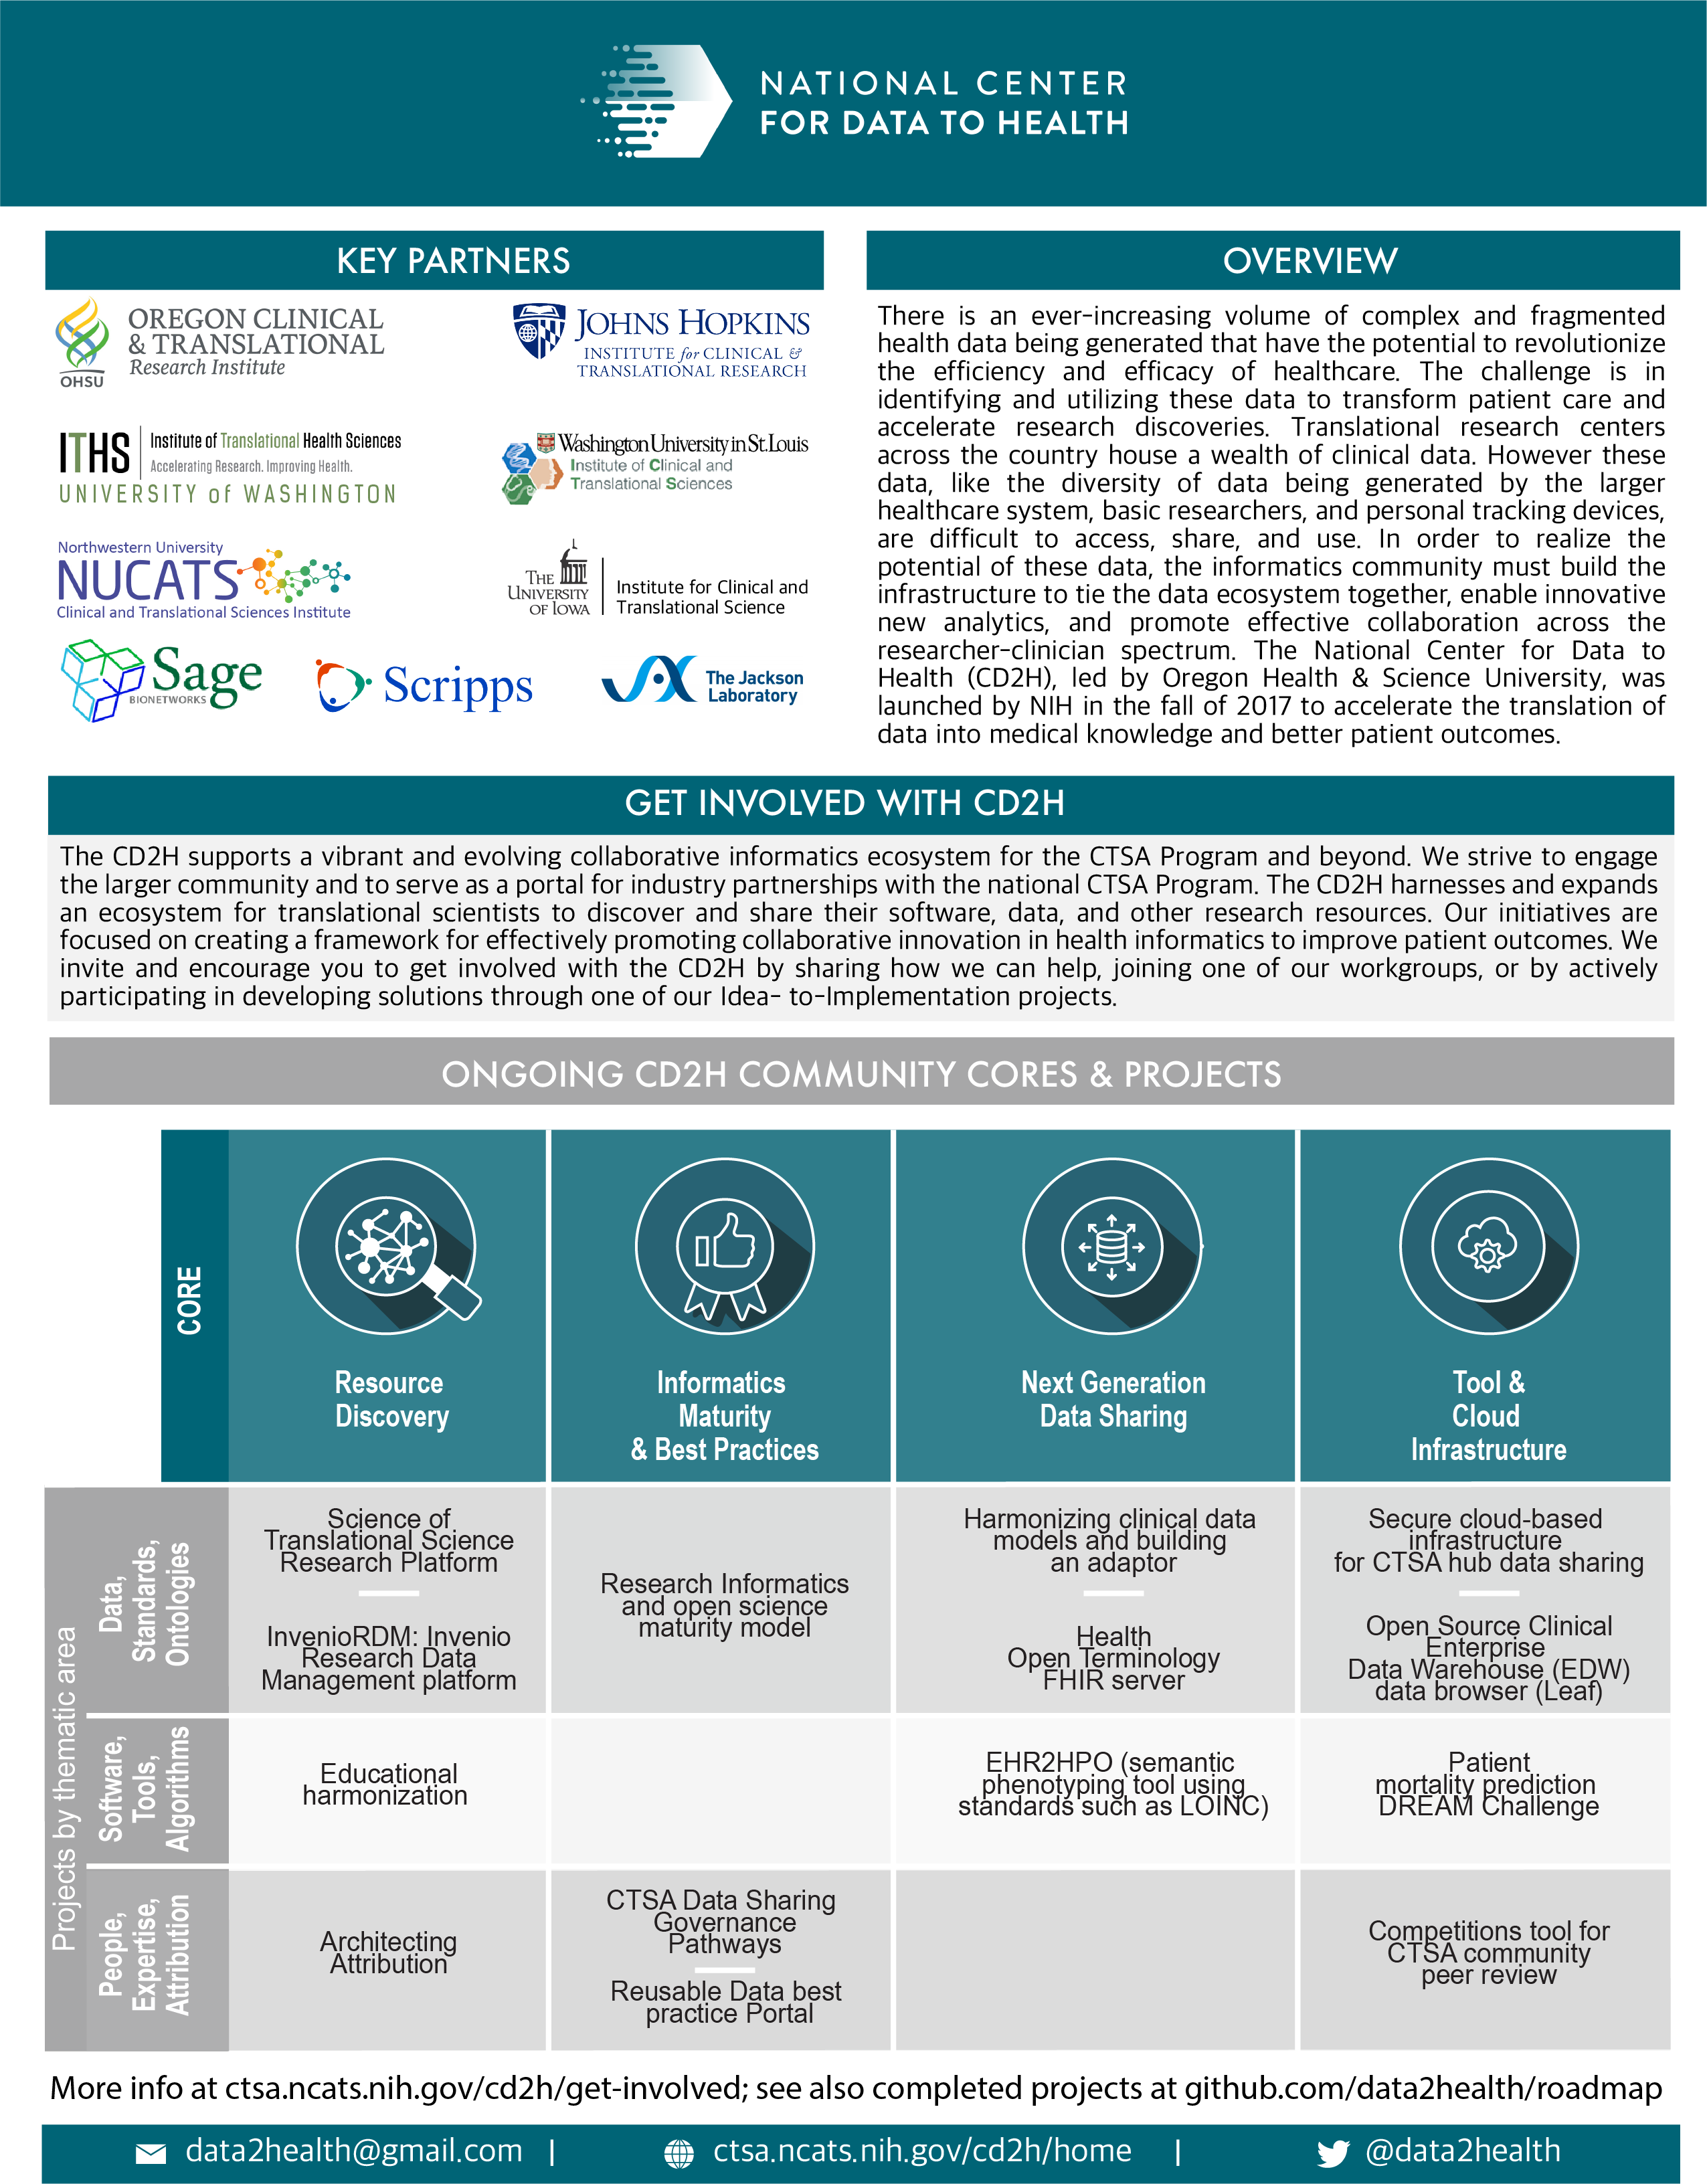 NATIONAL CENTER
FOR DATA TO HEALTH
KEY PARTNERS
OHSU
OREGON CLINICAL
& TRANSLATIONAL
Research Institute
JOHNS HOPKINS
INSTITUTE for CLINICAL &
TRANSLATIONAL RESEARCH
ITHS
Institute of Translational Health Sciences
Accelerating Research. Improving Health.
UNIVERSITY of WASHINGTON
Washington University in St. Louis
Institute of Clinical and
Translational Sciences
Northwestern University
NUCATS
Clinical and Translational Sciences Institute
THE
UNIVERSITY
OF IOWA
Institute for Clinical and
Translational Science
Sage
BIONETWORKS
Scripps
The Jackson
Laboratory
OVERVIEW
There is an ever-increasing volume of complex and fragmented
health data being generated that have the potential to revolutionize
the efficiency and efficacy of healthcare. The challenge is in
identifying and utilizing these data to transform patient care and
accelerate research discoveries. Translational research centers
across the country house a wealth of clinical data. However these
data, like the diversity of data being generated by the larger
healthcare system, basic researchers, and personal tracking devices,
are difficult to access, share, and use. In order to realize the
potential of these data, the informatics community must build the
infrastructure to tie the data ecosystem together, enable innovative
new analytics, and promote effective collaboration across the
researcher-clinician spectrum. The National Center for Data to
Health (CD2H), led by Oregon Health & Science University, was
launched by NIH in the fall of 2017 to accelerate the translation of
data into medical knowledge and better patient outcomes.
GET INVOLVED WITH CD2H
The CD2H supports a vibrant and evolving collaborative informatics ecosystem for the CTSA Program and beyond. We strive to engage
the larger community and to serve as a portal for industry partnerships with the national CTSA Program. The CD2H harnesses and expands
an ecosystem for translational scientists to discover and share their software, data, and other research resources. Our initiatives are
focused on creating a framework for effectively promoting collaborative innovation in health informatics to improve patient outcomes. We
invite and encourage you to get involved with the CD2H by sharing how we can help, joining one of our workgroups, or by actively
participating in developing solutions through one of our Idea- to-Implementation projects.
ONGOING CD2H COMMUNITY CORES & PROJECTS
CORE
Resource
Discovery
Informatics
Maturity
& Best Practices
Next Generation
Data Sharing
Tool &
Cloud
Infrastructure
Projects by thematic area
Data,
Standards,
Ontologies
Science of
Translational Science
Research Platform
InvenioRDM: Invenio
Research Data
Management platform
Research Informatics
and open science
maturity model
Harmonizing clinical data
models and building
an adaptor
Health
Open Terminology
FHIR server
Secure cloud-based
infrastructure
for CTSA hub data sharing
Open Source Clinical
Enterprise
Data Warehouse (EDW)
data browser (Leaf)
Software,
Tools,
Algorithms
Educational
harmonization
EHR2HPO (semantic
phenotyping tool using
standards such as LOINC)
Patient
mortality prediction
DREAM Challenge
People,
Expertise,
Attribution
Architecting
Attribution
CTSA Data Sharing
Governance
Pathways
Reusable Data best
practice Portal
Competitions tool for
CTSA community
peer review
More info at ctsa.ncats.nih.gov/cd2h/get-involved; see also completed projects at github.com/data2health/roadmap
data2health@gmail.com | ctsa.ncats.nih.gov/cd2h/home | @data2health